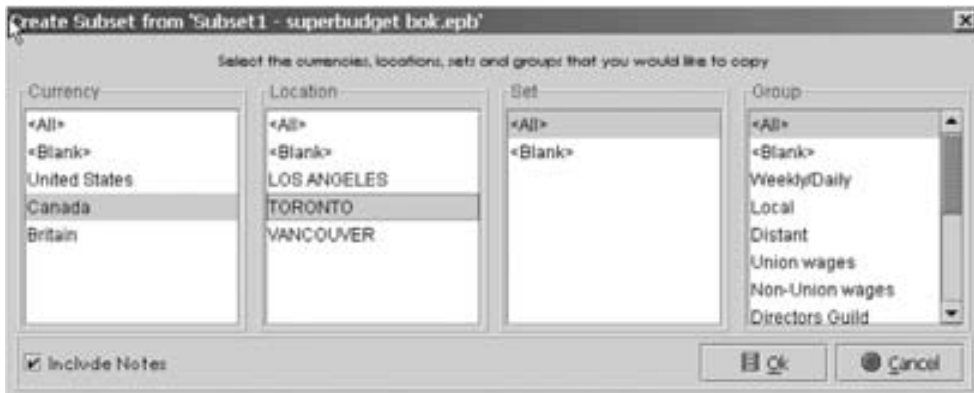 Create Subset from 'Subset1 - superbudget bok.epb'
Select the currencies, locations, sets and groups that you would like to copy
Currency
<All>
<Blank>
United States
Canada
Britain
Location
<All>
<Blank>
LOS ANGELES
TORONTO
VANCOUVER
Set
<All>
<Blank>
Group
<All>
<Blank>
Weekly/Daily
Local
Distant
Union wages
Non-Union wages
Directors Guild
Include Notes
Ok
Cancel